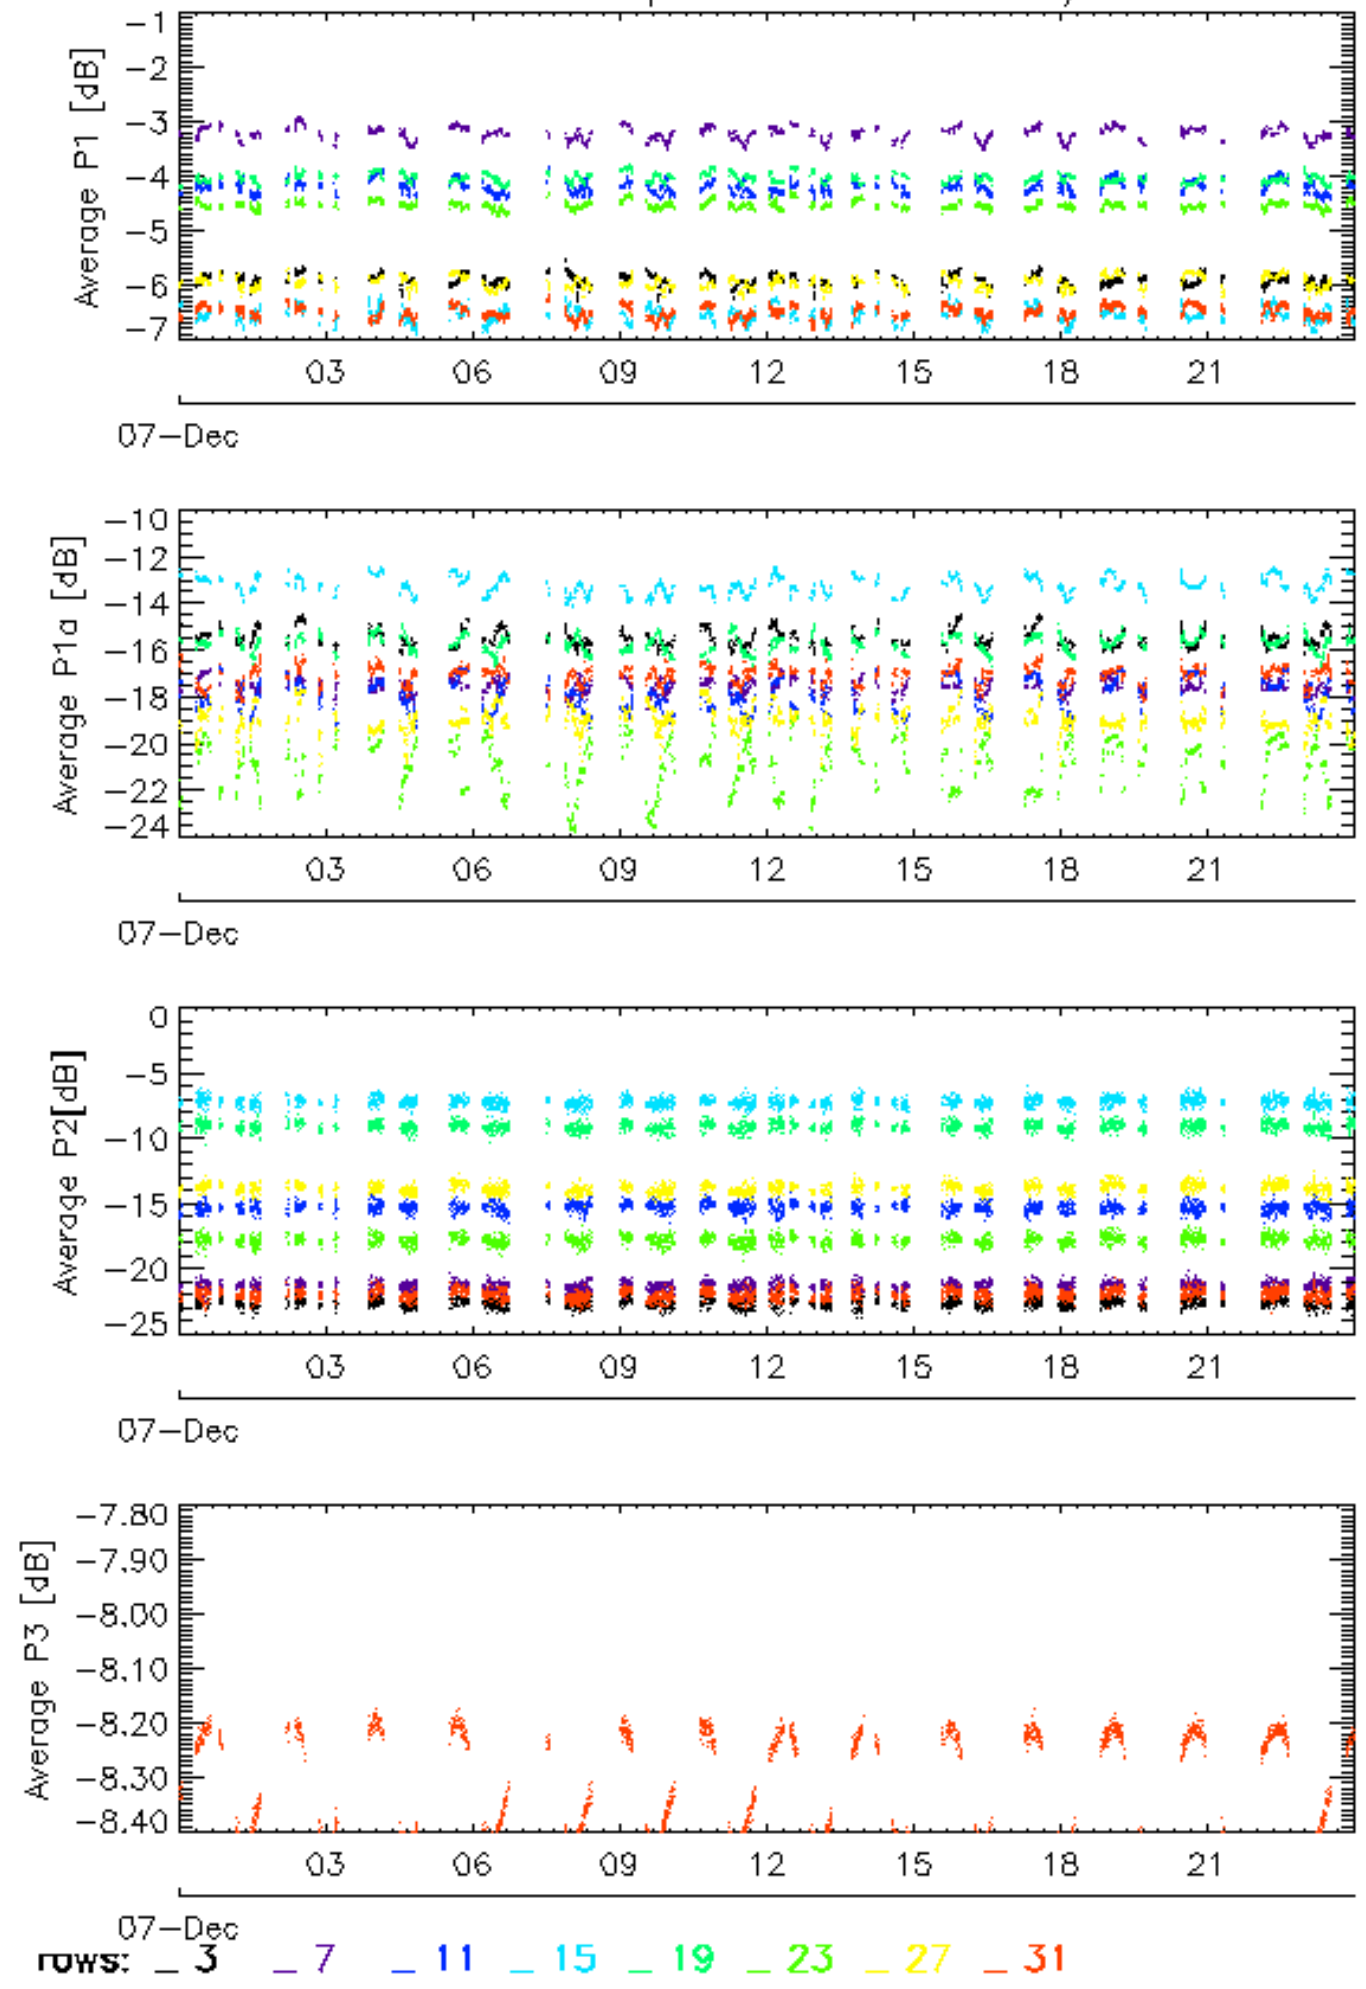 Average P1 [dB]
-1
-2
-3
-4
-5
-6
-7
03 06 09 12 15 18 21
07-Dec
Average P1a [dB]
-10
-12
-14
-16
-18
-20
-22
-24
03 06 09 12 15 18 21
07-Dec
Average P2[dB]
0
-5
-10
-15
-20
-25
03 06 09 12 15 18 21
07-Dec
Average P3 [dB]
-7.80
-7.90
-8.00
-8.10
-8.20
-8.30
-8.40
03 06 09 12 15 18 21
07-Dec
rows: _ 3 _ 7 _ 11 _ 15 _ 19 _ 23 _ 27 _ 31